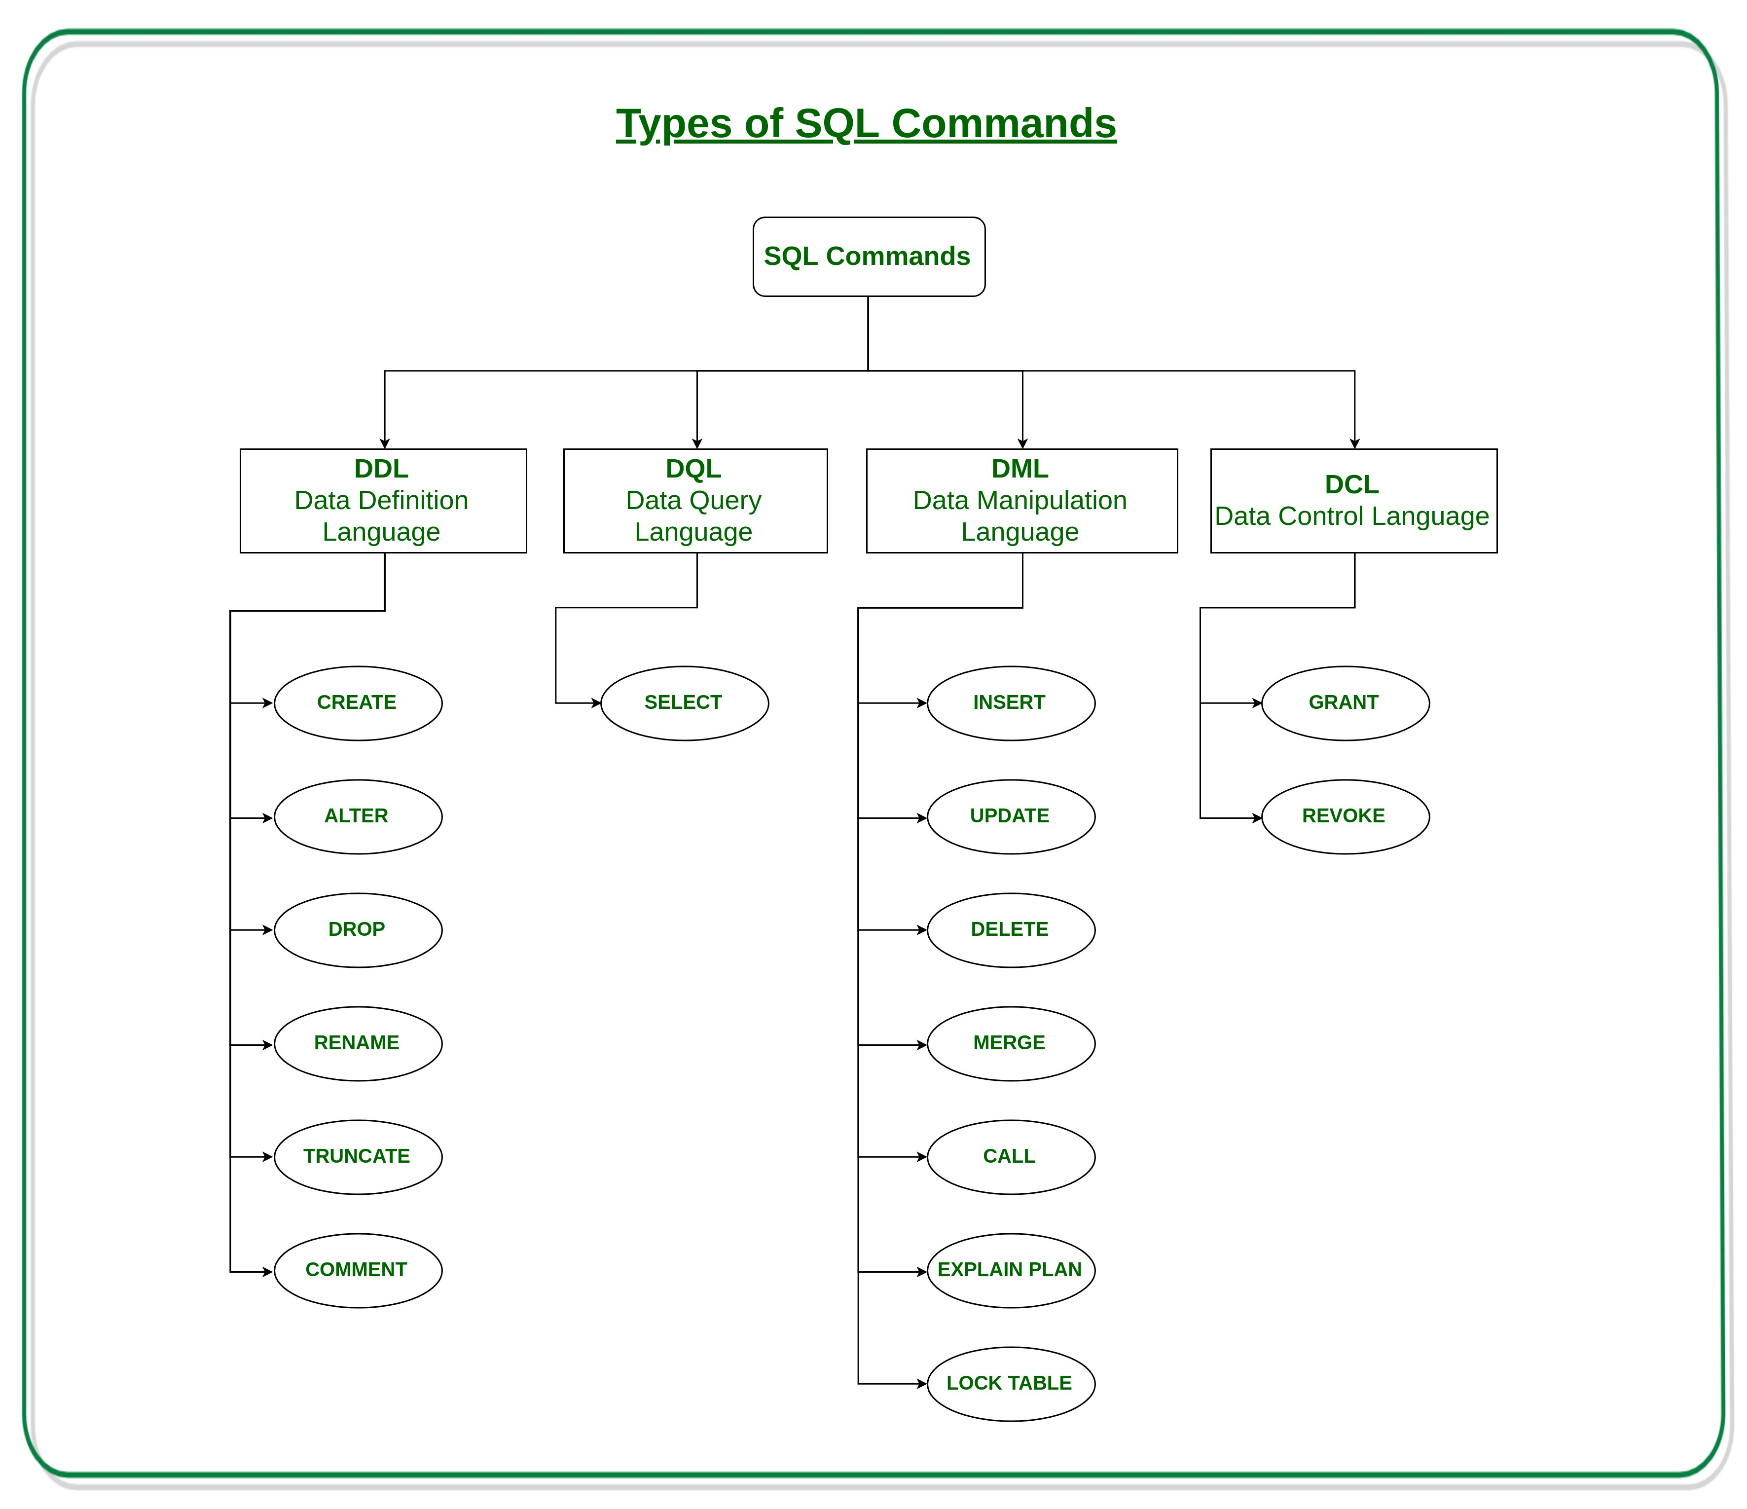 Types of SQL Commands
SQL Commands
DDL
Data Definition
Language
DQL
Data Query
Language
DML
Data Manipulation
Language
DCL
Data Control Language
CREATE
ALTER
DROP
RENAME
TRUNCATE
COMMENT
SELECT
INSERT
UPDATE
DELETE
MERGE
CALL
EXPLAIN PLAN
LOCK TABLE
GRANT
REVOKE